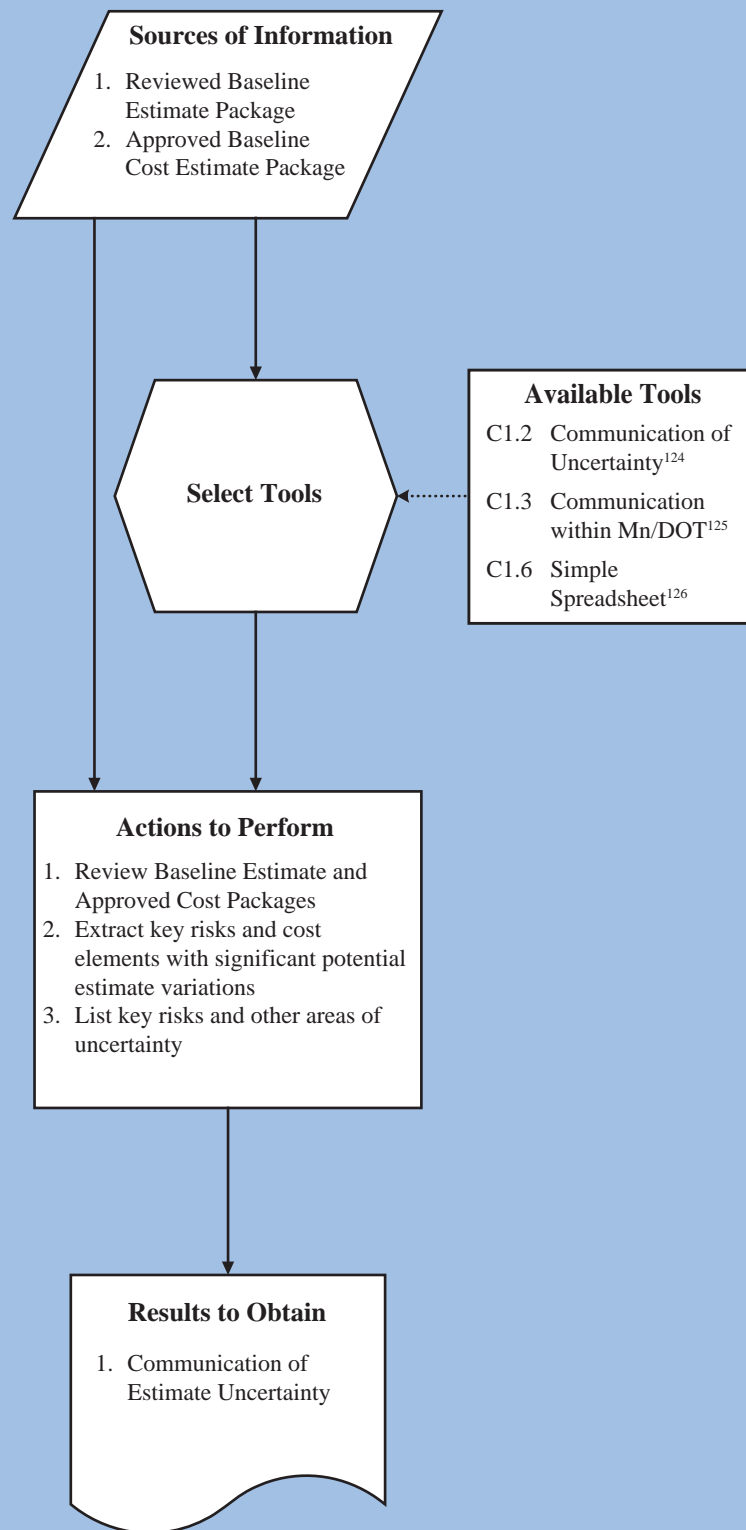 Sources of Information
1. Reviewed Baseline
Estimate Package
2. Approved Baseline
Cost Estimate Package
Select Tools
Available Tools
C1.2 Communication of
Uncertainty124
C1.3 Communication
within Mn/DOT125
C1.6 Simple
Spreadsheet126
Actions to Perform
1. Review Baseline Estimate and
Approved Cost Packages
2. Extract key risks and cost
elements with significant potential
estimate variations
3. List key risks and other areas of
uncertainty
Results to Obtain
1. Communication of
Estimate Uncertainty